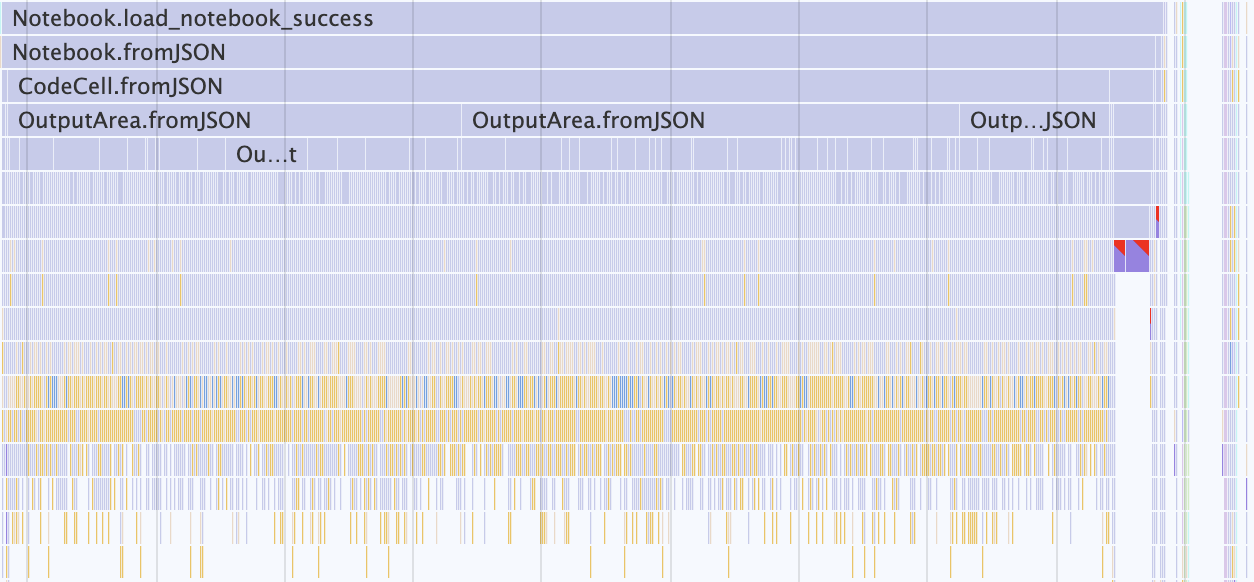 Notebook.load_notebook_success
Notebook.fromJSON
CodeCell.fromJSON
OutputArea.fromJSON OutputArea.fromJSON Outp…JSON
Ou…t